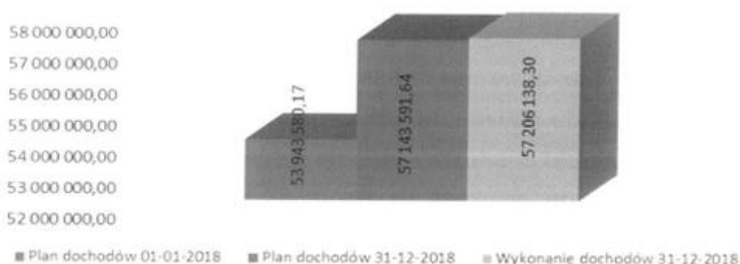 58 000 000,00
57 000 000,00
56 000 000,00
55 000 000,00
54 000 000,00
53 000 000,00
52 000 000,00
53 943 580,17
57 143 591,64
57 206 138,30
Plan dochodów 01-01-2018 Plan dochodów 31-12-2018 Wykonanie dochodów 31-12-2018